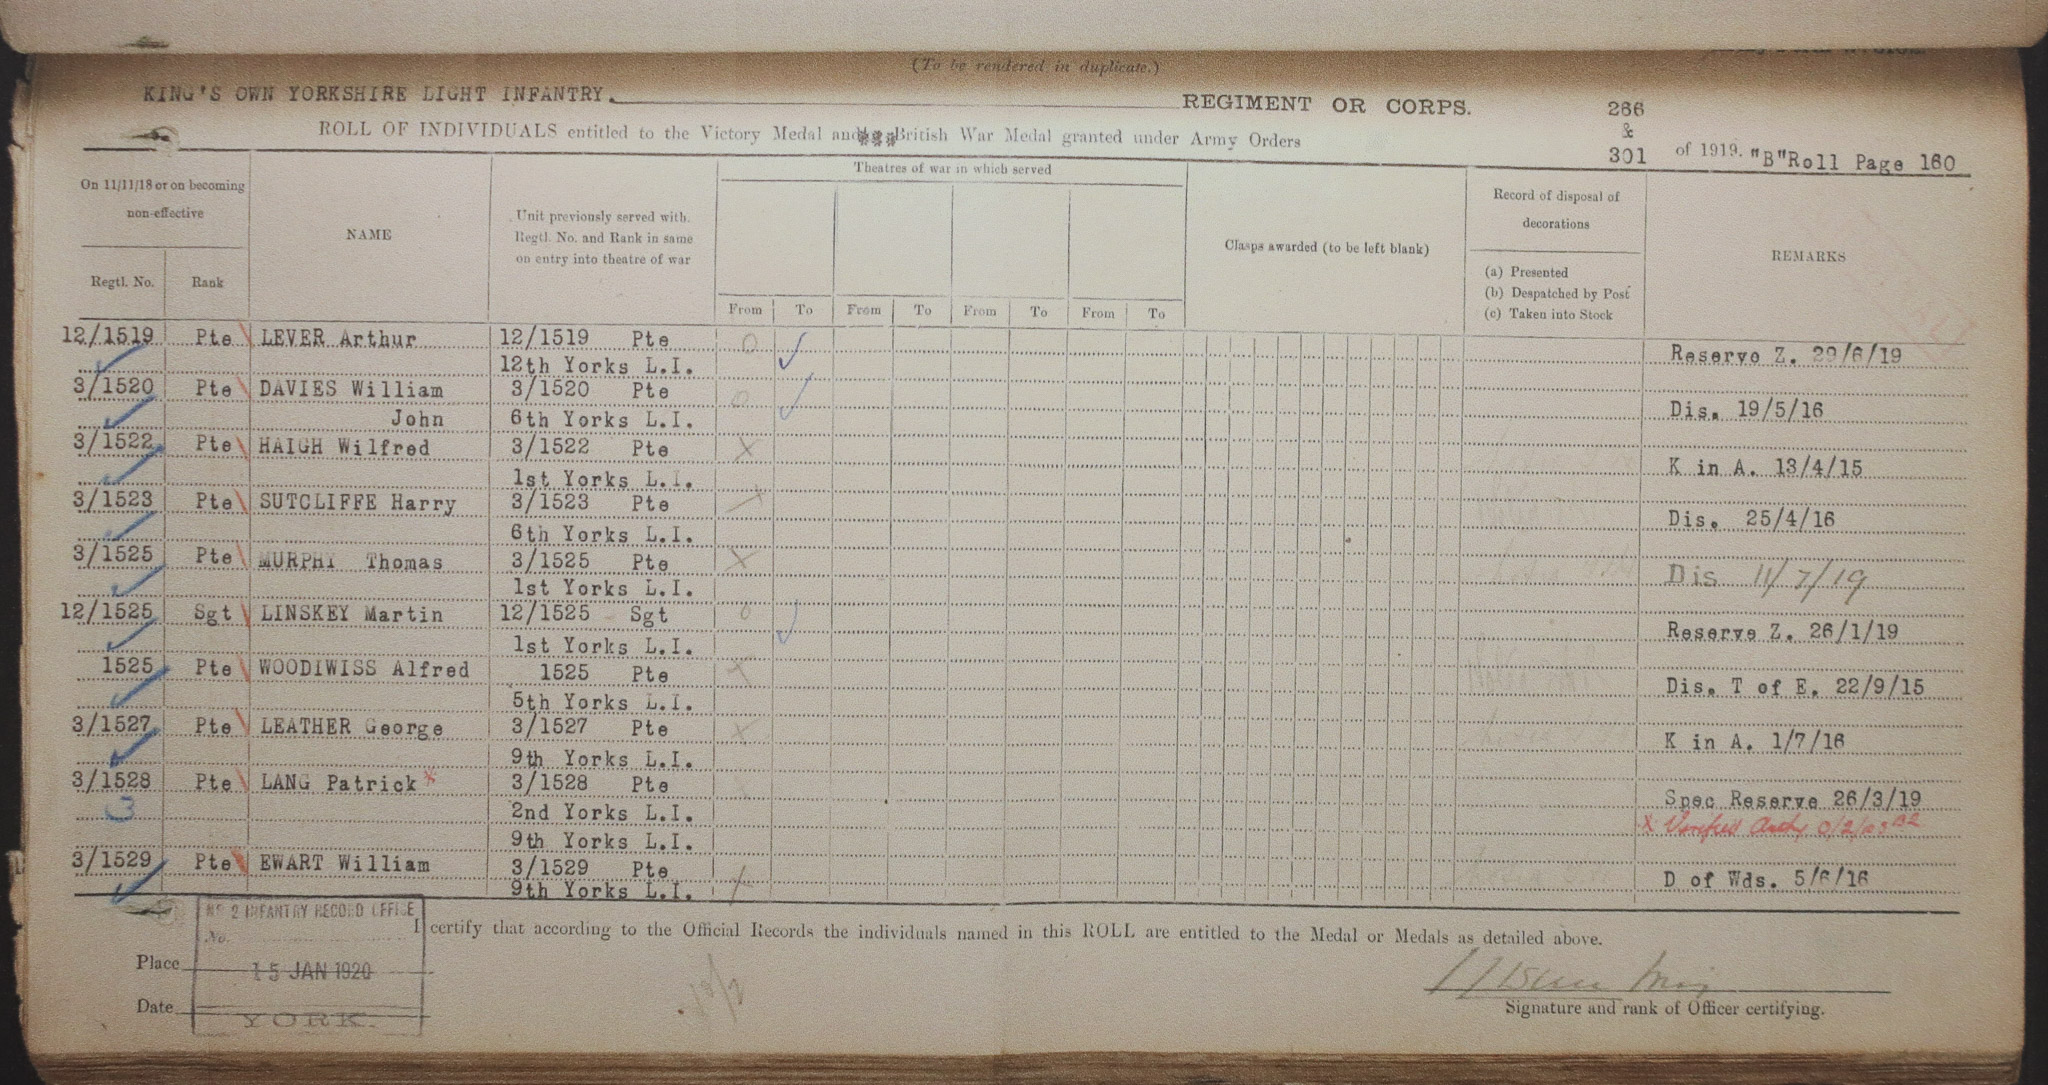 (To be rendered in duplicate.)
KING'S OWN YORKSHIRE LIGHT INFANTRY. REGIMENT OR CORPS. 266
&
301
ROLL OF INDIVIDUALS entitled to the Victory Medal and British War Medal granted under Army Orders of 1919. "B"Roll Page 160
On 11/11/18 or on becoming non-effective
Regtl. No. Rank
NAME
Unit previously served with.
Regtl. No. and Rank in same
on entry into theatre of war
Theatres of war in which served
From To From To From To From To
Clasps awarded (to be left blank)
Record of disposal of
decorations
(a) Presented
(b) Despatched by Post
(c) Taken into Stock
REMARKS
12/1519 Pte LEVER Arthur 12/1519 Pte
12th Yorks L.I. Reserve Z. 29/6/19
3/1520 Pte DAVIES William 3/1520 Pte
John 6th Yorks L.I. Dis. 19/5/16
3/1522 Pte HAIGH Wilfred 3/1522 Pte
1st Yorks L.I. K in A. 13/4/15
3/1523 Pte SUTCLIFFE Harry 3/1523 Pte
6th Yorks L.I. Dis. 25/4/16
3/1525 Pte MURPHY Thomas 3/1525 Pte
1st Yorks L.I. Dis 11/7/19
12/1525 Sgt LINSKEY Martin 12/1525 Sgt
1st Yorks L.I. Reserve Z. 26/1/19
1525 Pte WOODIWISS Alfred 1525 Pte
5th Yorks L.I. Dis. T of E. 22/9/15
3/1527 Pte LEATHER George 3/1527 Pte
9th Yorks L.I. K in A. 1/7/16
3/1528 Pte LANG Patrick x 3/1528 Pte
2nd Yorks L.I. Spec Reserve 26/3/19
9th Yorks L.I. x Verified
3/1529 Pte EWART William 3/1529 Pte
9th Yorks L.I. D of Wds. 5/6/16
I certify that according to the Official Records the individuals named in this ROLL are entitled to the Medal or Medals as detailed above.
No 2 INFANTRY RECORD OFFICE
No.
Place
15 JAN 1920
Date
YORK.
Signature and rank of Officer certifying.